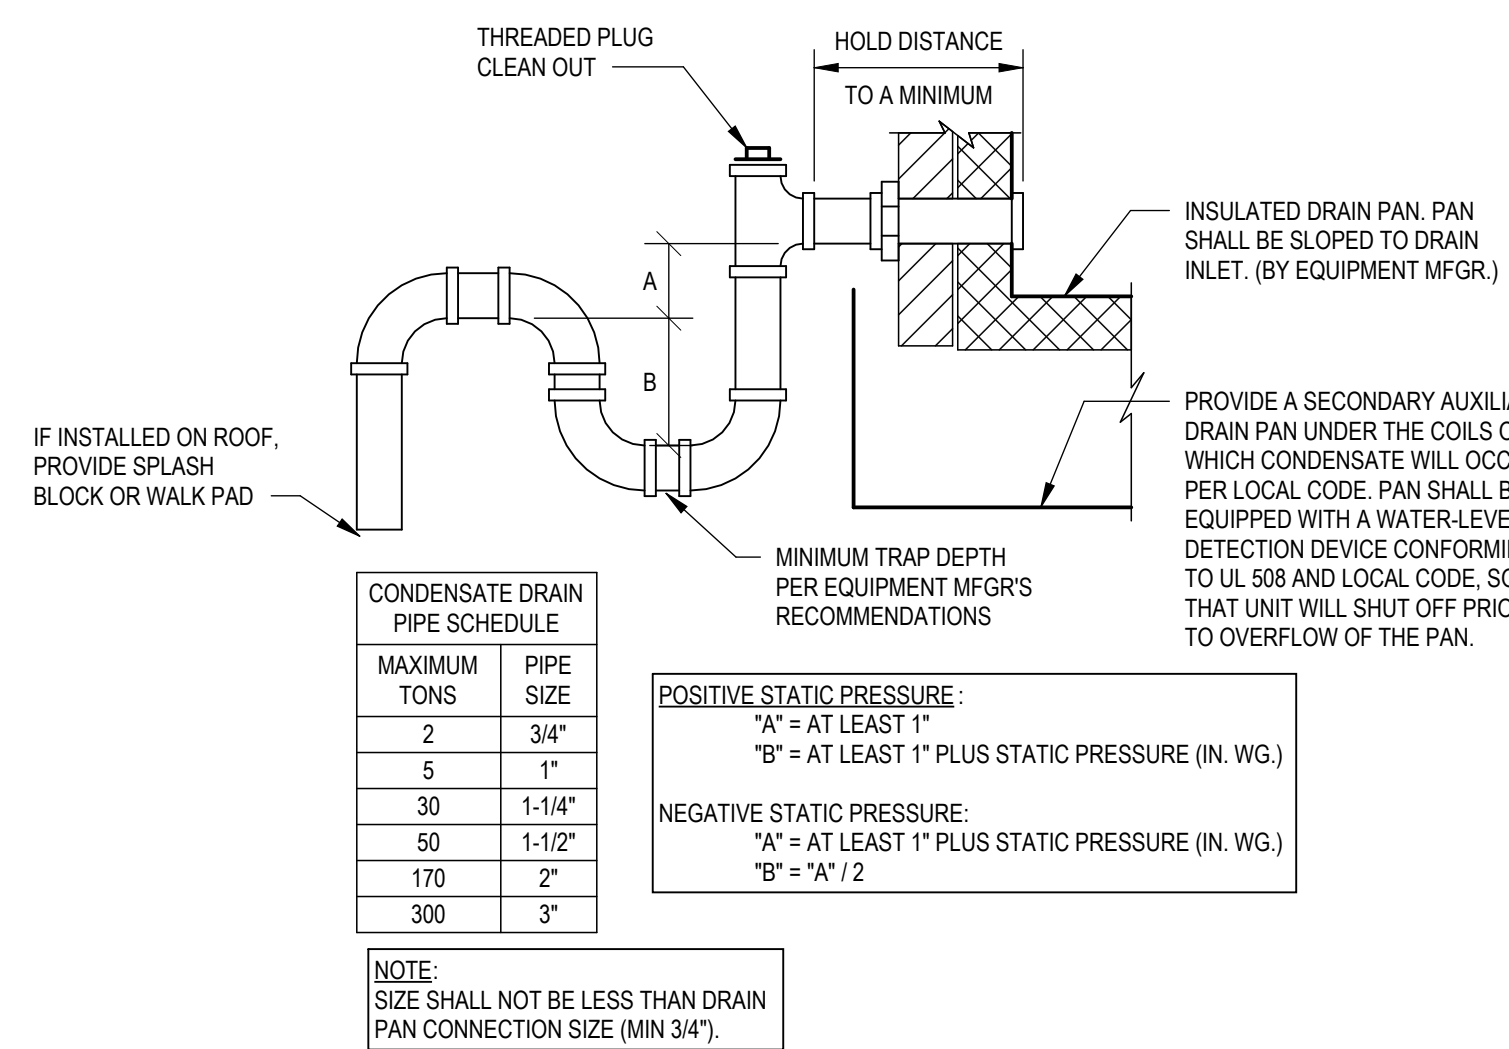 THREADED PLUG
CLEAN OUT
HOLD DISTANCE
TO A MINIMUM
INSULATED DRAIN PAN. PAN
SHALL BE SLOPED TO DRAIN
INLET. (BY EQUIPMENT MFGR.)
A
B
IF INSTALLED ON ROOF,
PROVIDE SPLASH
BLOCK OR WALK PAD
PROVIDE A SECONDARY
DRAIN PAN UNDER THE COILS
WHICH CONDENSATE WILL
PER LOCAL CODE. PAN SHALL
EQUIPPED WITH A
DETECTION DEVICE
TO UL 508 AND LOCAL CODE,
THAT UNIT WILL SHUT OFF
TO OVERFLOW OF THE PAN.
MINIMUM TRAP DEPTH
PER EQUIPMENT MFGR'S
RECOMMENDATIONS
CONDENSATE DRAIN
PIPE SCHEDULE
MAXIMUM TONS PIPE SIZE
2 3/4"
5 1"
30 1-1/4"
50 1-1/2"
170 2"
300 3"
POSITIVE STATIC PRESSURE:
"A" = AT LEAST 1"
"B" = AT LEAST 1" PLUS STATIC PRESSURE (IN. WG.)
NEGATIVE STATIC PRESSURE:
"A" = AT LEAST 1" PLUS STATIC PRESSURE (IN. WG.)
"B" = "A" / 2
NOTE:
SIZE SHALL NOT BE LESS THAN DRAIN
PAN CONNECTION SIZE (MIN 3/4").